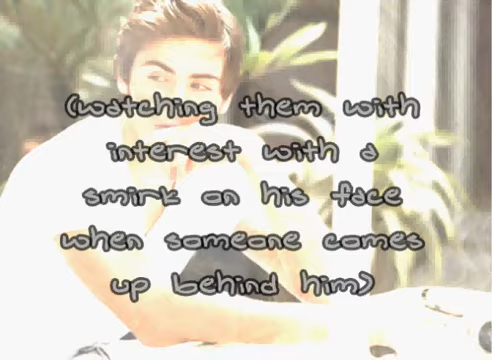 (watching them with
interest with a
smirk on his face
when someone comes
up behind him)